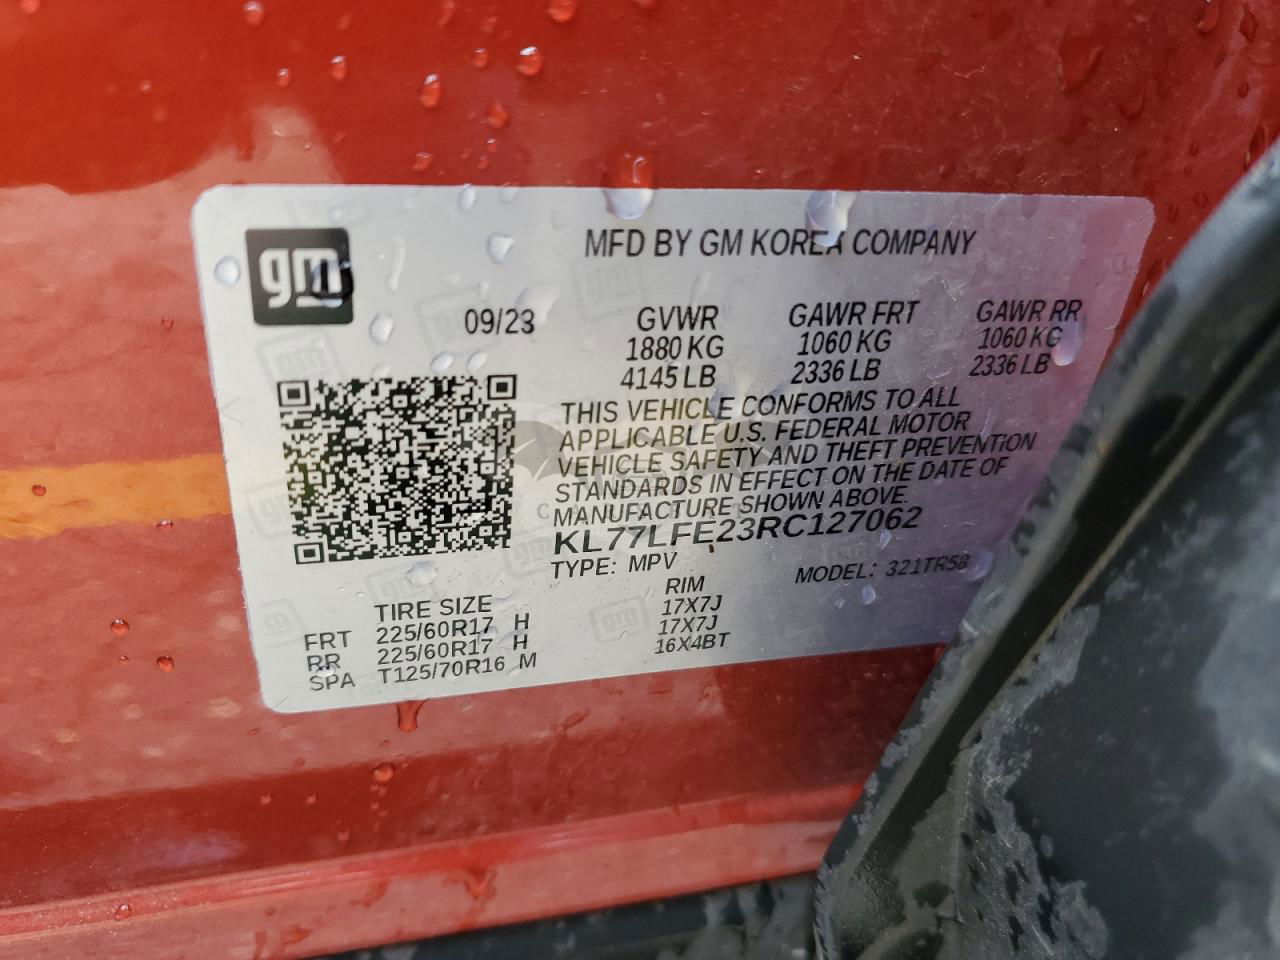 gm
MFD BY GM KOREA COMPANY
09/23
GVWR GAWR FRT GAWR RR
1880 KG 1060 KG 1060 KG
4145 LB 2336 LB 2336 LB
THIS VEHICLE CONFORMS TO ALL
APPLICABLE U.S. FEDERAL MOTOR
VEHICLE SAFETY AND THEFT PREVENTION
STANDARDS IN EFFECT ON THE DATE OF
MANUFACTURE SHOWN ABOVE.
KL77LFE23RC127062
TYPE: MPV MODEL: 321TR58
TIRE SIZE RIM
FRT 225/60R17 H 17X7J
RR 225/60R17 H 17X7J
SPA T125/70R16 M 16X4BT